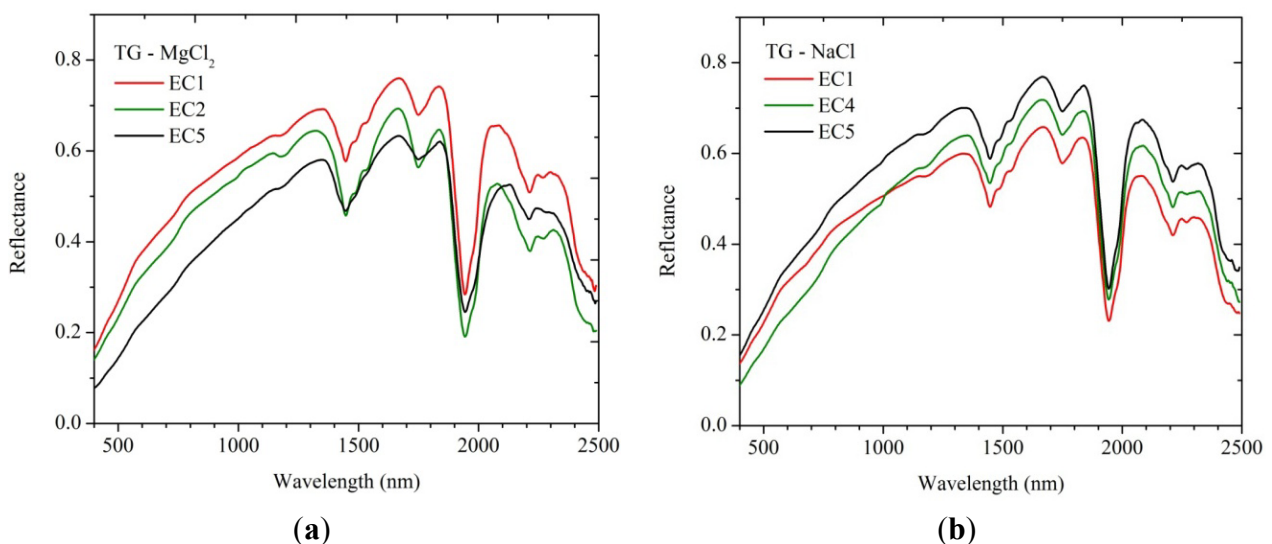 TG - MgCl₂
EC1
EC2
EC5
0.8
0.6
0.4
0.2
0.0
Reflectance
500 1000 1500 2000 2500
Wavelength (nm)
(a)
TG - NaCl
EC1
EC4
EC5
0.8
0.6
0.4
0.2
0.0
Reflctance
500 1000 1500 2000 2500
Wavelength (nm)
(b)